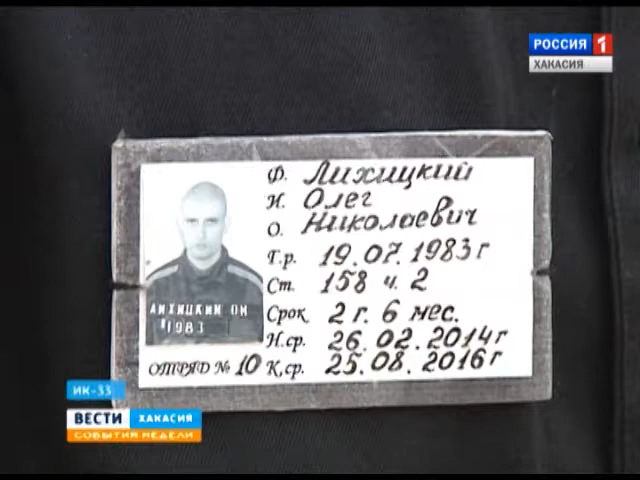 РОССИЯ 1
ХАКАСИЯ
Ф. Лихицкий
И. Олег
О. Николаевич
Г.р. 19.07.1983г
Ст. 158 ч. 2
Срок 2 г. 6 мес.
Н.ср. 26.02.2014г
К.ср. 25.08.2016г
ЛИХИЦКИЙ ОН
1983
ОТРЯД № 10
ИК-33
ВЕСТИ ХАКАСИЯ
СОБЫТИЯ НЕДЕЛИ